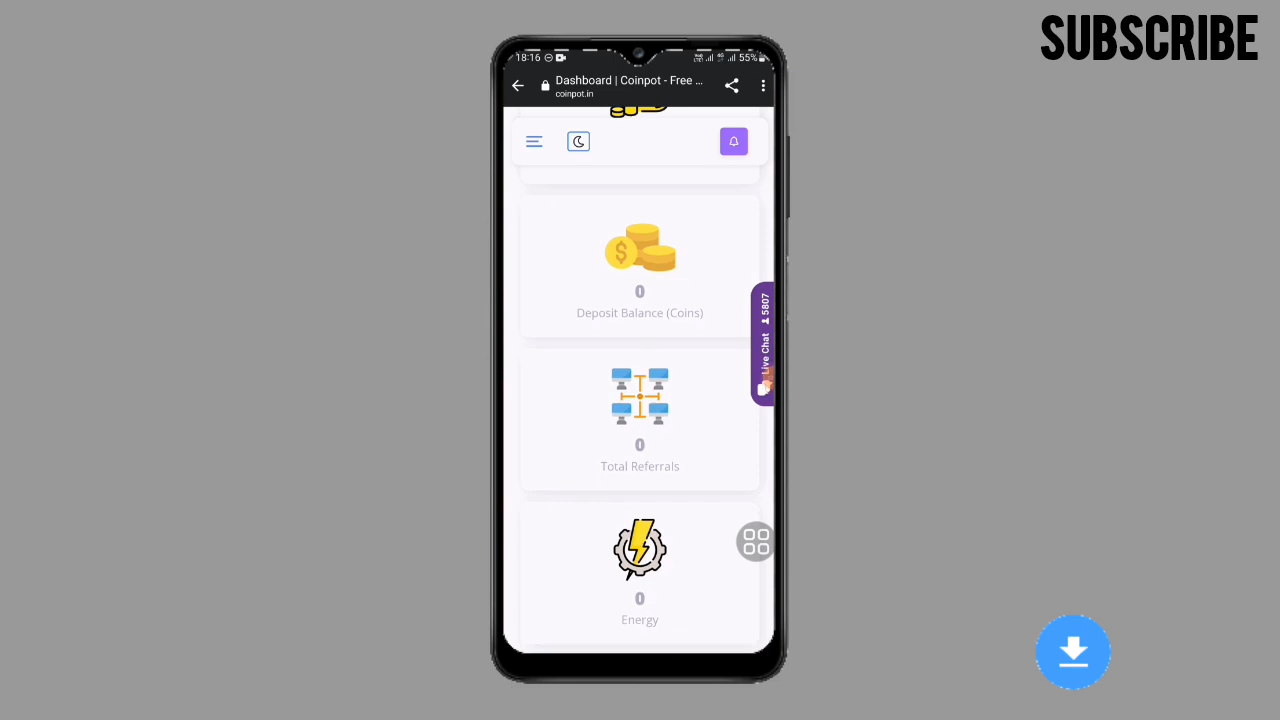 SUBSCRIBE
18:16
55%
Dashboard | Coinpot - Free ...
coinpot.in
0
Deposit Balance (Coins)
Live Chat 5807
0
Total Referrals
0
Energy